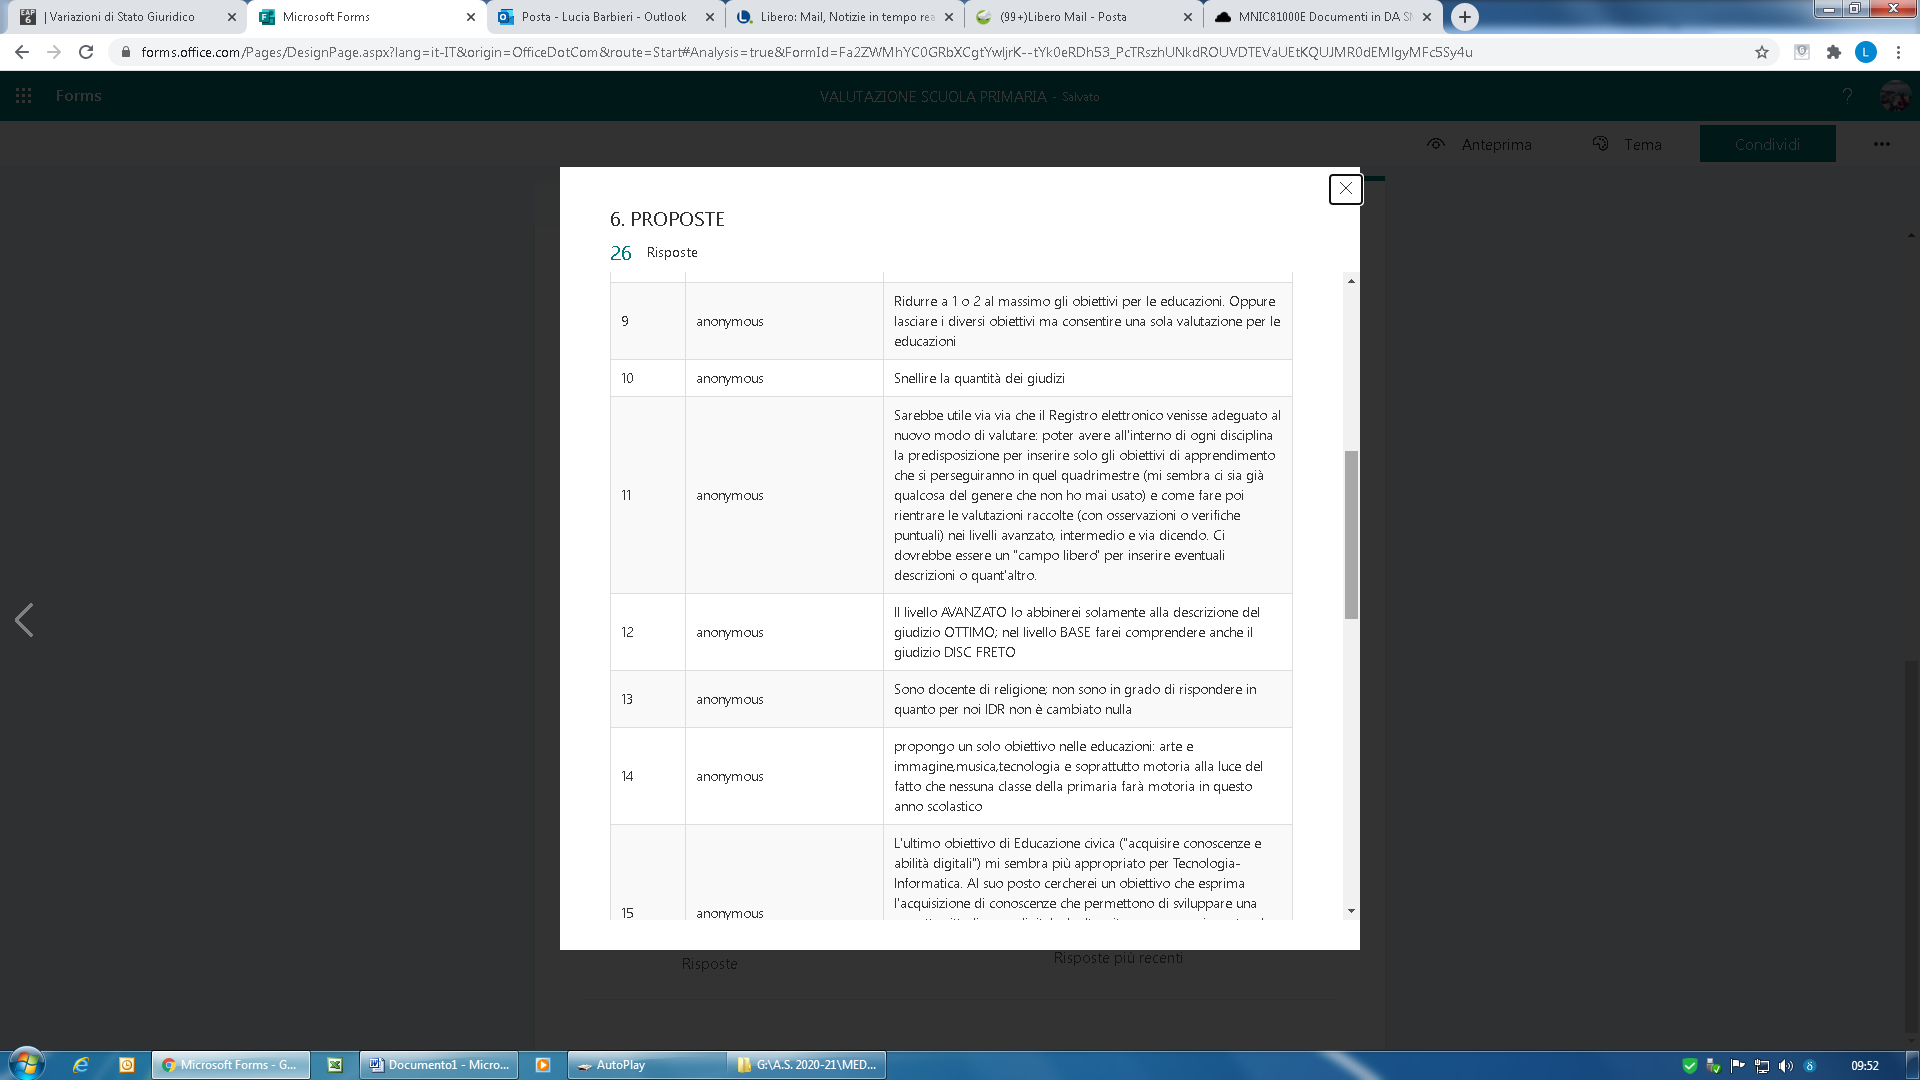 | Variazioni di Stato Giuridico
Microsoft Forms
Posta - Lucia Barbieri - Outlook
Libero: Mail, Notizie in tempo rea
(99+)Libero Mail - Posta
MNIC81000E Documenti in DA
forms.office.com/Pages/DesignPage.aspx?lang=it-IT&origin=OfficeDotCom&route=Start#Analysis=true&FormId=Fa2ZWMhYC0GRbXCgtYwljrK--tYk0eRDh53_PcTRszhUNkdROUVDTEVaUEtKQUJMR0dEMlgyMFc5Sy4u
L
Forms
VALUTAZIONE SCUOLA PRIMARIA - Salvato
?
Anteprima
Tema
Condividi
6. PROPOSTE
26 Risposte
9 anonymous
Ridurre a 1 o 2 al massimo gli obiettivi per le educazioni. Oppure
lasciare i diversi obiettivi ma consentire una sola valutazione per le
educazioni
10 anonymous Snellire la quantità dei giudizi
11 anonymous
Sarebbe utile via via che il Registro elettronico venisse adeguato al
nuovo modo di valutare: poter avere all'interno di ogni disciplina
la predisposizione per inserire solo gli obiettivi di apprendimento
che si perseguiranno in quel quadrimestre (mi sembra ci sia già
qualcosa del genere che non ho mai usato) e come fare poi
rientrare le valutazioni raccolte (con osservazioni o verifiche
puntuali) nei livelli avanzato, intermedio e via dicendo. Ci
dovrebbe essere un "campo libero" per inserire eventuali
descrizioni o quant'altro.
12 anonymous
Il livello AVANZATO lo abbinerei solamente alla descrizione del
giudizio OTTIMO; nel livello BASE farei comprendere anche il
giudizio DISC FRETO
13 anonymous
Sono docente di religione; non sono in grado di rispondere in
quanto per noi IDR non è cambiato nulla
14 anonymous
propongo un solo obiettivo nelle educazioni: arte e
immagine,musica,tecnologia e soprattutto motoria alla luce del
fatto che nessuna classe della primaria farà motoria in questo
anno scolastico
15 anonymous
L'ultimo obiettivo di Educazione civica ("acquisire conoscenze e
abilità digitali") mi sembra più appropriato per Tecnologia-
Informatica. Al suo posto cercherei un obiettivo che esprima
l'acquisizione di conoscenze che permettono di sviluppare una
Risposte
Risposte più recenti
Microsoft Forms - G...
Documento1 - Micro...
AutoPlay
G:\A.S. 2020-21\MED...
09:52